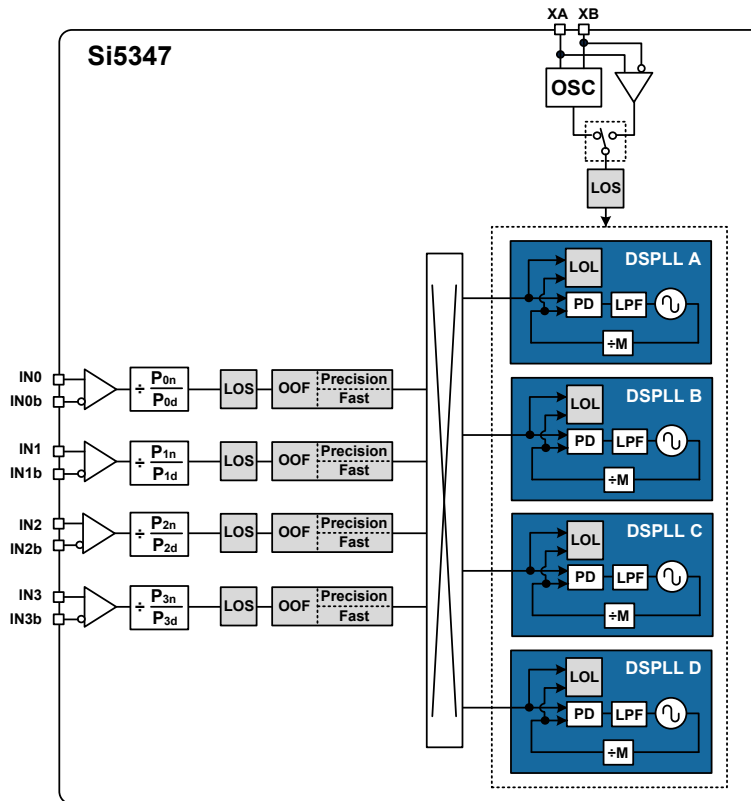 XA XB
Si5347
OSC
LOS
DSPLL A
LOL
PD LPF
÷M
IN0
IN0b
÷ P0n
P0d
LOS OOF Precision
Fast
DSPLL B
LOL
PD LPF
÷M
IN1
IN1b
÷ P1n
P1d
LOS OOF Precision
Fast
IN2
IN2b
÷ P2n
P2d
LOS OOF Precision
Fast
DSPLL C
LOL
PD LPF
÷M
IN3
IN3b
÷ P3n
P3d
LOS OOF Precision
Fast
DSPLL D
LOL
PD LPF
÷M